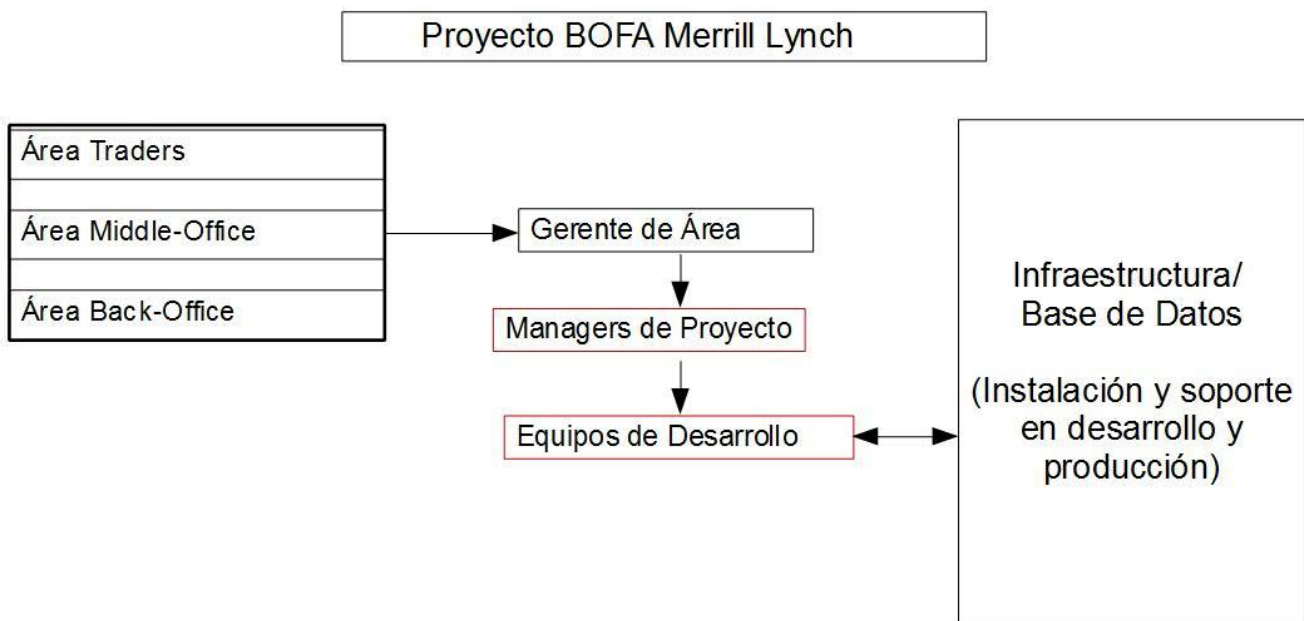 Proyecto BOFA Merrill Lynch
Área Traders
Área Middle-Office
Área Back-Office
Gerente de Área
Managers de Proyecto
Equipos de Desarrollo
Infraestructura/
Base de Datos
(Instalación y soporte
en desarrollo y
producción)